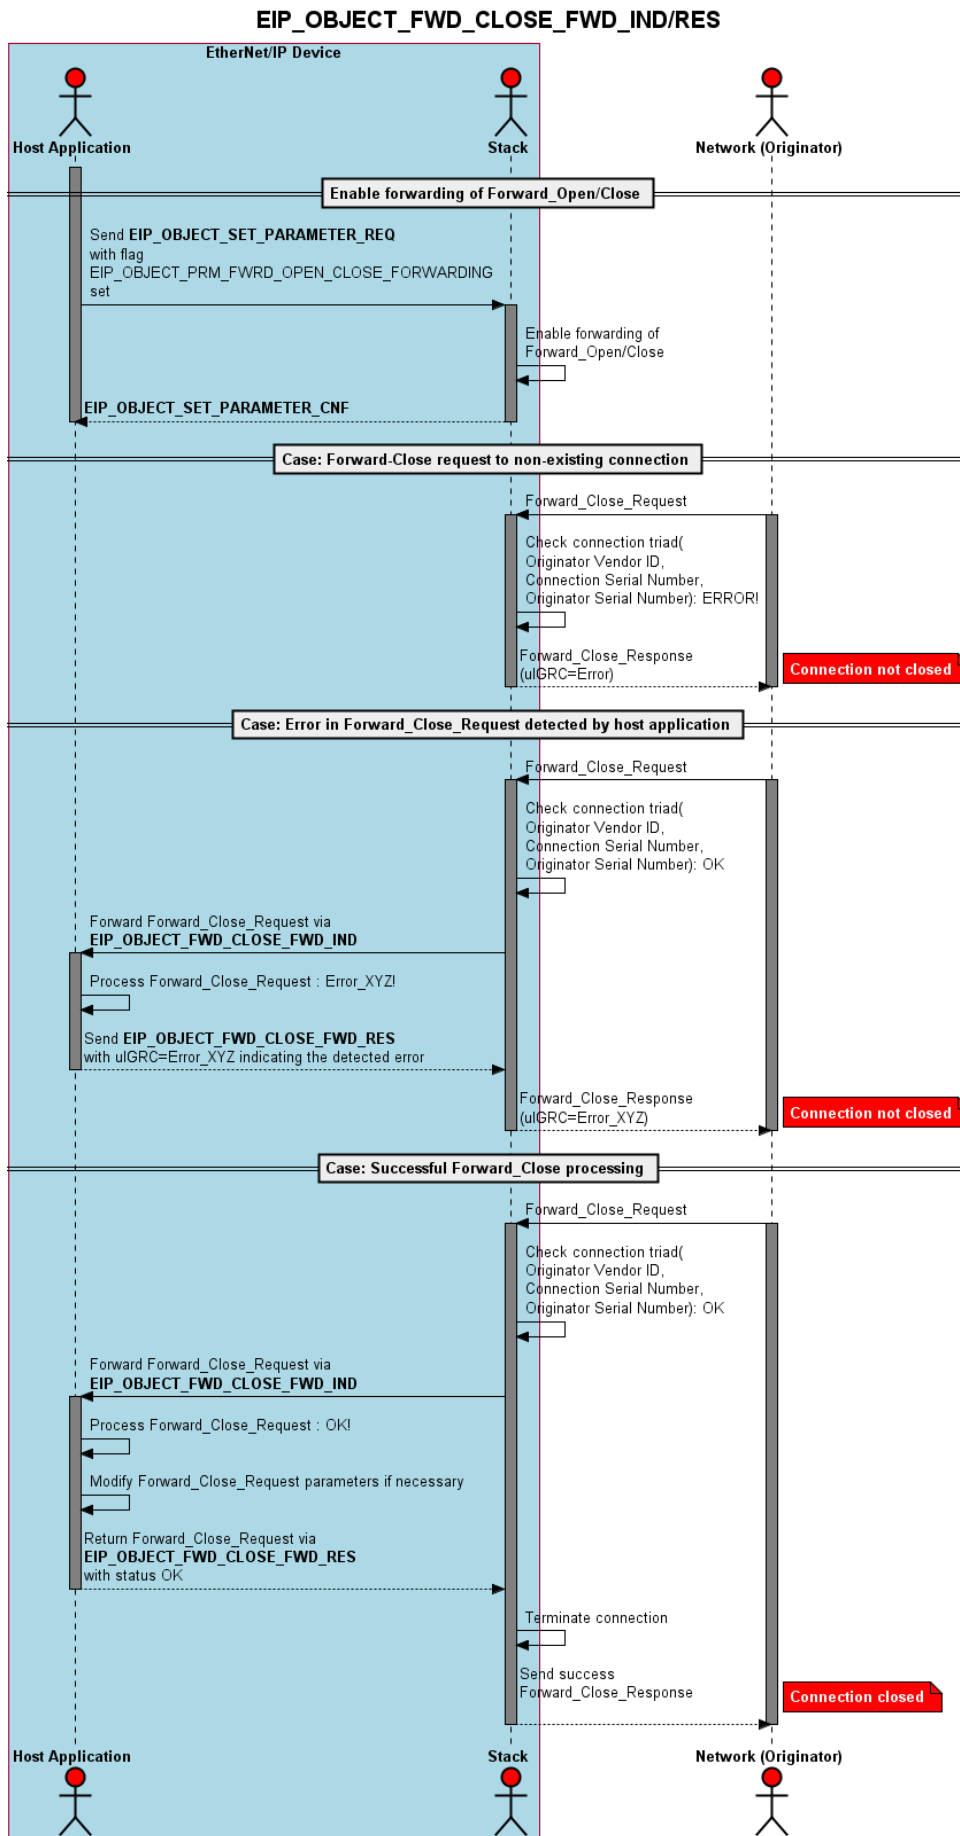 EIP_OBJECT_FWD_CLOSE_FWD_IND/RES
EtherNet/IP Device
Host Application
Stack
Network (Originator)
Enable forwarding of Forward_Open/Close
Send EIP_OBJECT_SET_PARAMETER_REQ
with flag
EIP_OBJECT_PRM_FWRD_OPEN_CLOSE_FORWARDING
set
Enable forwarding of
Forward_Open/Close
EIP_OBJECT_SET_PARAMETER_CNF
Case: Forward-Close request to non-existing connection
Forward_Close_Request
Check connection triad(
Originator Vendor ID,
Connection Serial Number,
Originator Serial Number): ERROR!
Forward_Close_Response
(ulGRC=Error)
Connection not closed
Case: Error in Forward_Close_Request detected by host application
Forward_Close_Request
Check connection triad(
Originator Vendor ID,
Connection Serial Number,
Originator Serial Number): OK
Forward Forward_Close_Request via
EIP_OBJECT_FWD_CLOSE_FWD_IND
Process Forward_Close_Request : Error_XYZ!
Send EIP_OBJECT_FWD_CLOSE_FWD_RES
with ulGRC=Error_XYZ indicating the detected error
Forward_Close_Response
(ulGRC=Error_XYZ)
Connection not closed
Case: Successful Forward_Close processing
Forward_Close_Request
Check connection triad(
Originator Vendor ID,
Connection Serial Number,
Originator Serial Number): OK
Forward Forward_Close_Request via
EIP_OBJECT_FWD_CLOSE_FWD_IND
Process Forward_Close_Request : OK!
Modify Forward_Close_Request parameters if necessary
Return Forward_Close_Request via
EIP_OBJECT_FWD_CLOSE_FWD_RES
with status OK
Terminate connection
Send success
Forward_Close_Response
Connection closed
Host Application
Stack
Network (Originator)